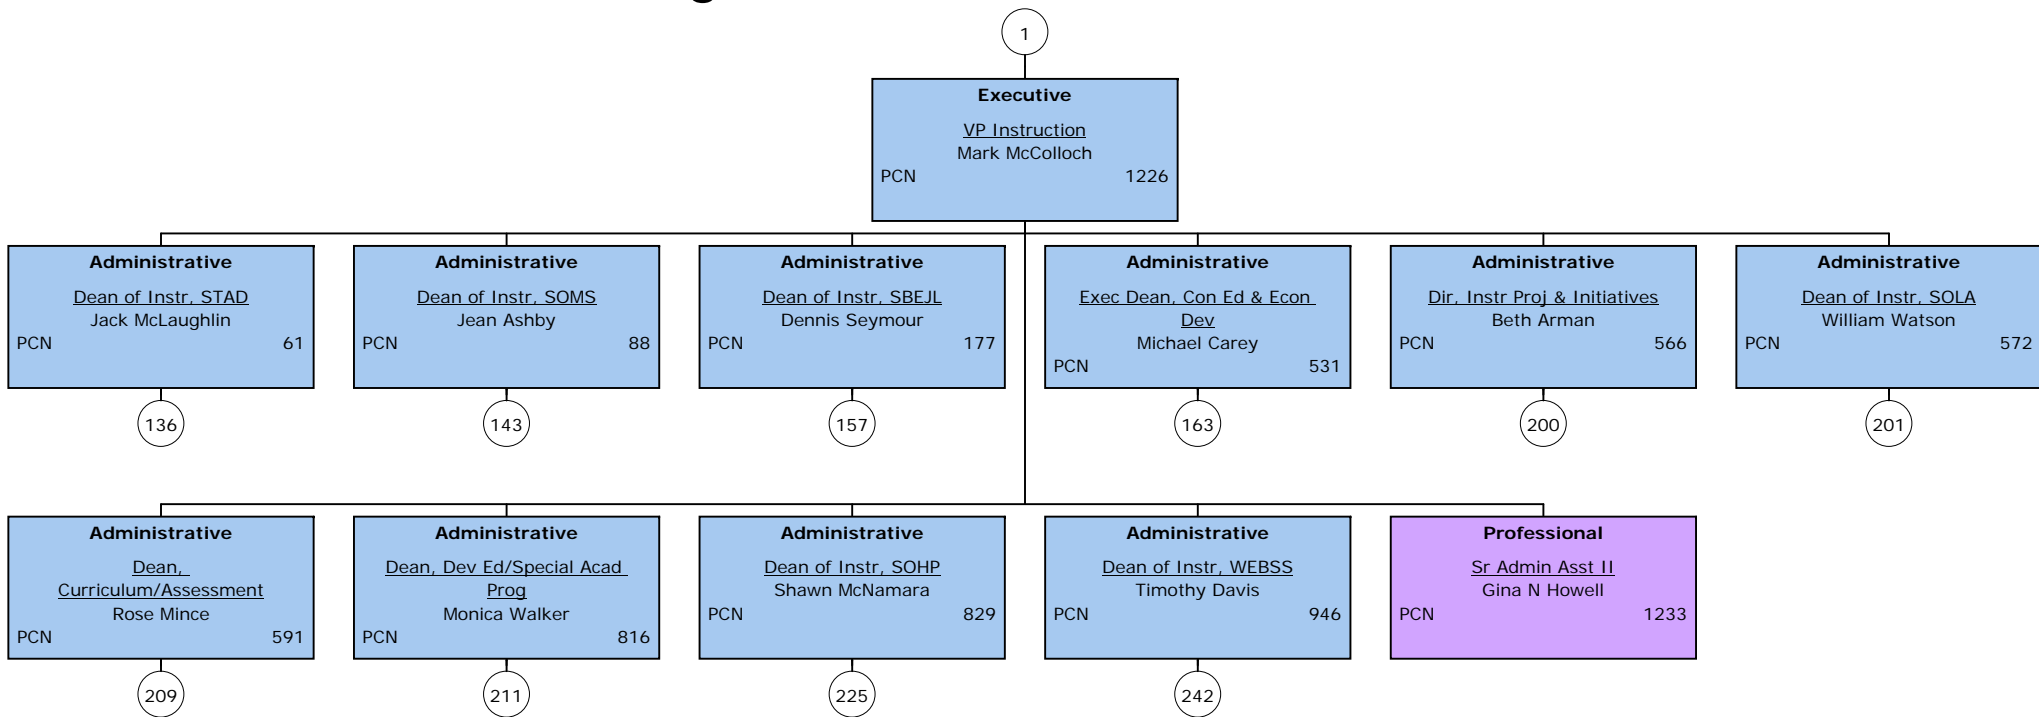 1
Executive
VP Instruction
Mark McColloch
PCN 1226
Administrative
Dean of Instr, STAD
Jack McLaughlin
PCN 61
136
Administrative
Dean of Instr, SOMS
Jean Ashby
PCN 88
143
Administrative
Dean of Instr, SBEJL
Dennis Seymour
PCN 177
157
Administrative
Exec Dean, Con Ed & Econ
Dev
Michael Carey
PCN 531
163
Administrative
Dir, Instr Proj & Initiatives
Beth Arman
PCN 566
200
Administrative
Dean of Instr, SOLA
William Watson
PCN 572
201
Administrative
Dean,
Curriculum/Assessment
Rose Mince
PCN 591
209
Administrative
Dean, Dev Ed/Special Acad
Prog
Monica Walker
PCN 816
211
Administrative
Dean of Instr, SOHP
Shawn McNamara
PCN 829
225
Administrative
Dean of Instr, WEBSS
Timothy Davis
PCN 946
242
Professional
Sr Admin Asst II
Gina N Howell
PCN 1233